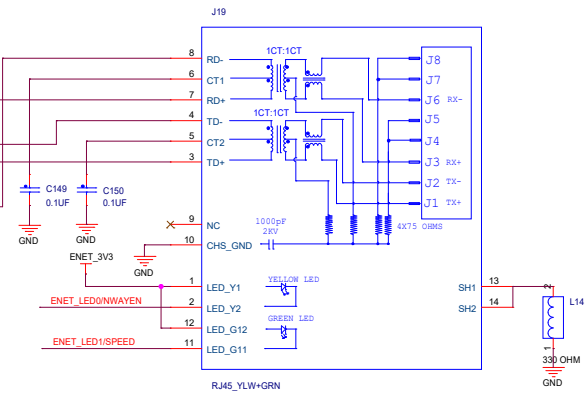 J19
8 RD- 1CT:1CT J8
6 CT1 J7
7 RD+ J6 RX-
4 TD- 1CT:1CT J5
5 CT2 J4
3 TD+ J3 RX+
J2 TX-
J1 TX+
C149 C150
0.1UF 0.1UF
9 NC 1000pF 4X75 OHMS
2KV
10 CHS_GND
GND GND
ENET_3V3
GND
1 LED_Y1 YELLOW LED SH1 13
ENET_LED0/NWAYEN 2 LED_Y2 SH2 14
2 L14
12 LED_G12 GREEN LED
ENET_LED1/SPEED 11 LED_G11
1
330 OHM
GND
RJ45_YLW+GRN